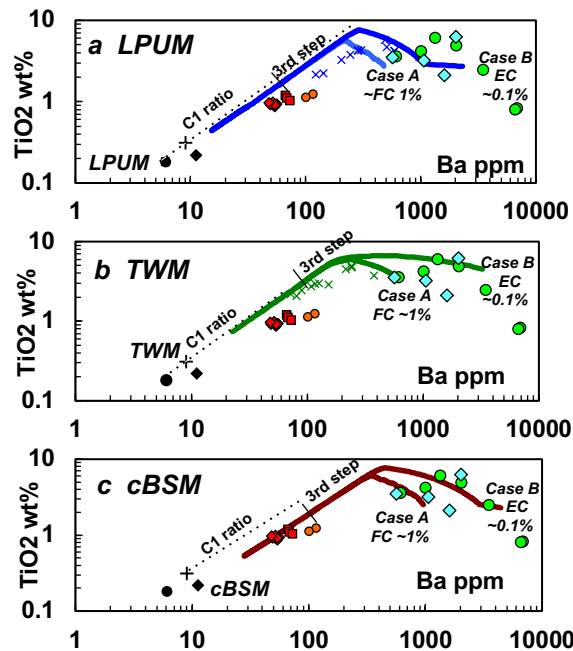 10
1
0.1
TiO2 wt%
a LPUM
C1 ratio
3rd step
LPUM
Case A
~FC 1%
Case B
EC
~0.1%
Ba ppm
1 10 100 1000 10000
10
1
0.1
TiO2 wt%
b TWM
C1 ratio
3rd step
TWM
Case A
FC ~1%
Case B
EC
~0.1%
Ba ppm
1 10 100 1000 10000
10
1
0.1
TiO2 wt%
c cBSM
C1 ratio
3rd step
cBSM
Case A
FC ~1%
Case B
EC
~0.1%
Ba ppm
1 10 100 1000 10000